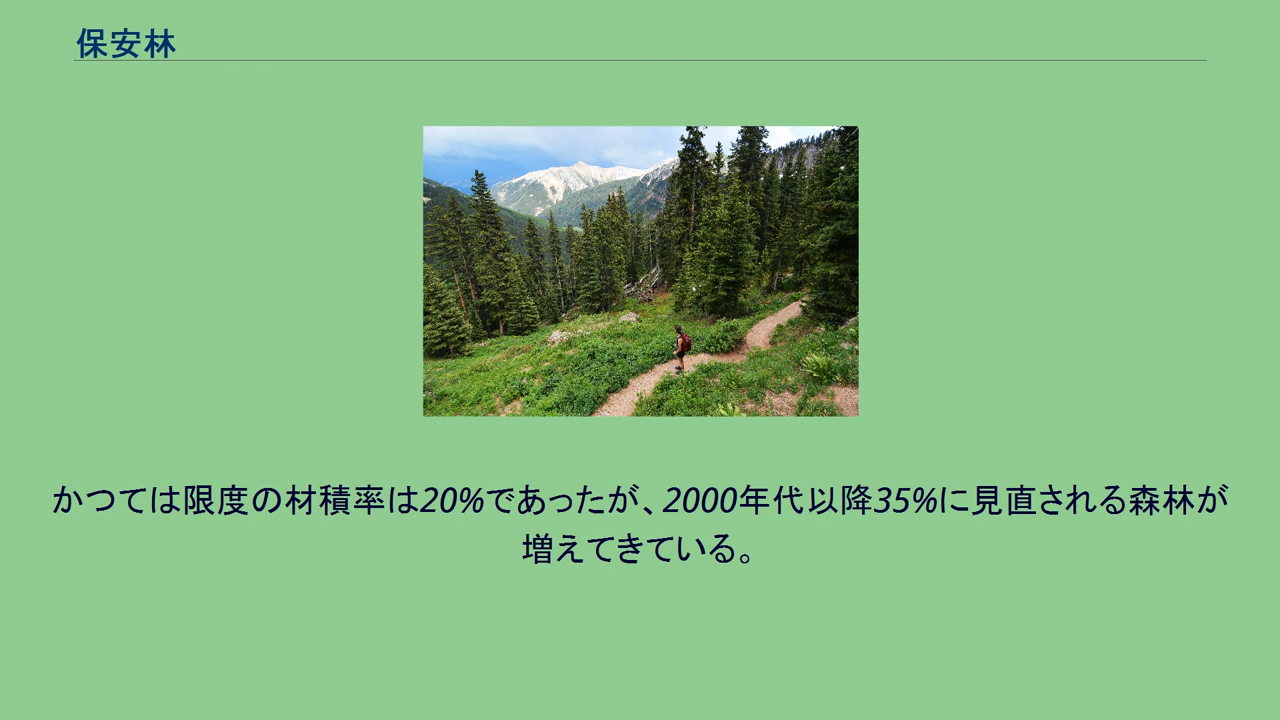 保安林
かつては限度の材積率は20%であったが、2000年代以降35%に見直される森林が
増えてきている。